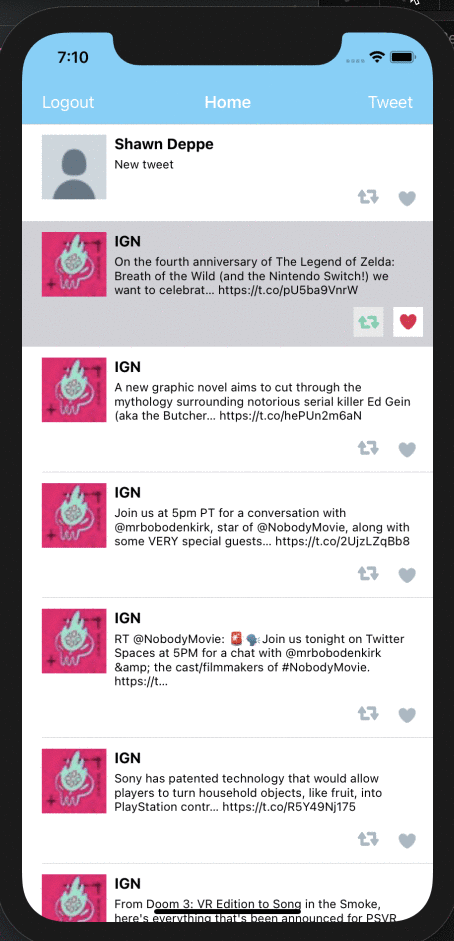 7:10
Logout Home Tweet
Shawn Deppe
New tweet
IGN
On the fourth anniversary of The Legend of Zelda:
Breath of the Wild (and the Nintendo Switch!) we
want to celebrat... https://t.co/pU5ba9VnrW
IGN
A new graphic novel aims to cut through the
mythology surrounding notorious serial killer Ed Gein
(aka the Butcher... https://t.co/hePUn2m6aN
IGN
Join us at 5pm PT for a conversation with
@mrbobodenkirk, star of @NobodyMovie, along with
some VERY special guests... https://t.co/2UjzLZqBb8
IGN
RT @NobodyMovie: 🚨🗣️Join us tonight on Twitter
Spaces at 5PM for a chat with @mrbobodenkirk
&amp; the cast/filmmakers of #NobodyMovie.
https://t...
IGN
Sony has patented technology that would allow
players to turn household objects, like fruit, into
PlayStation contr... https://t.co/R5Y49Nj175
IGN
From Doom 3: VR Edition to Song in the Smoke,
here's everything that's been announced for PSVR